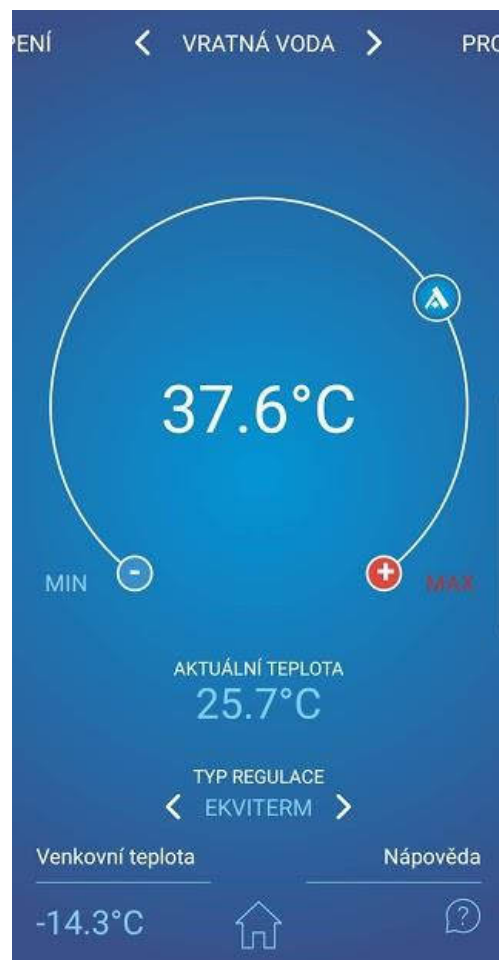 ENÍ
VRATNÁ VODA
PRO
37.6°C
-
+
MIN
MAX
AKTUÁLNÍ TEPLOTA
25.7°C
TYP REGULACE
EKVITERM
Venkovní teplota
Nápověda
-14.3°C
?